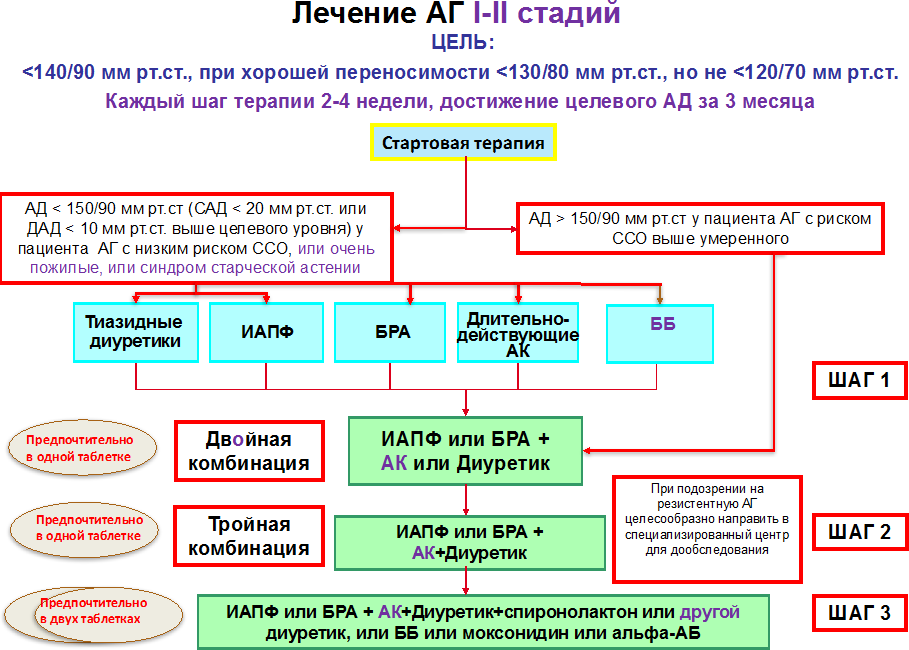 Лечение АГ I-II стадий
ЦЕЛЬ:
<140/90 мм рт.ст., при хорошей переносимости <130/80 мм рт.ст., но не <120/70 мм рт.ст.
Каждый шаг терапии 2-4 недели, достижение целевого АД за 3 месяца
Стартовая терапия
АД < 150/90 мм рт.ст (САД < 20 мм рт.ст. или
ДАД < 10 мм рт.ст. выше целевого уровня) у
пациента АГ с низким риском ССО, или очень
пожилые, или синдром старческой астении
АД > 150/90 мм рт.ст у пациента АГ с риском
ССО выше умеренного
Тиазидные
диуретики
ИАПФ
БРА
Длительно-
действующие
АК
ББ
ШАГ 1
Предпочтительно
в одной таблетке
Двойная
комбинация
ИАПФ или БРА +
АК или Диуретик
Предпочтительно
в одной таблетке
Тройная
комбинация
ИАПФ или БРА +
АК+Диуретик
При подозрении на
резистентную АГ
целесообразно направить в
специализированный центр
для дообследования
ШАГ 2
Предпочтительно
в двух таблетках
ИАПФ или БРА + АК+Диуретик+спиронолактон или другой
диуретик, или ББ или моксонидин или альфа-АБ
ШАГ 3